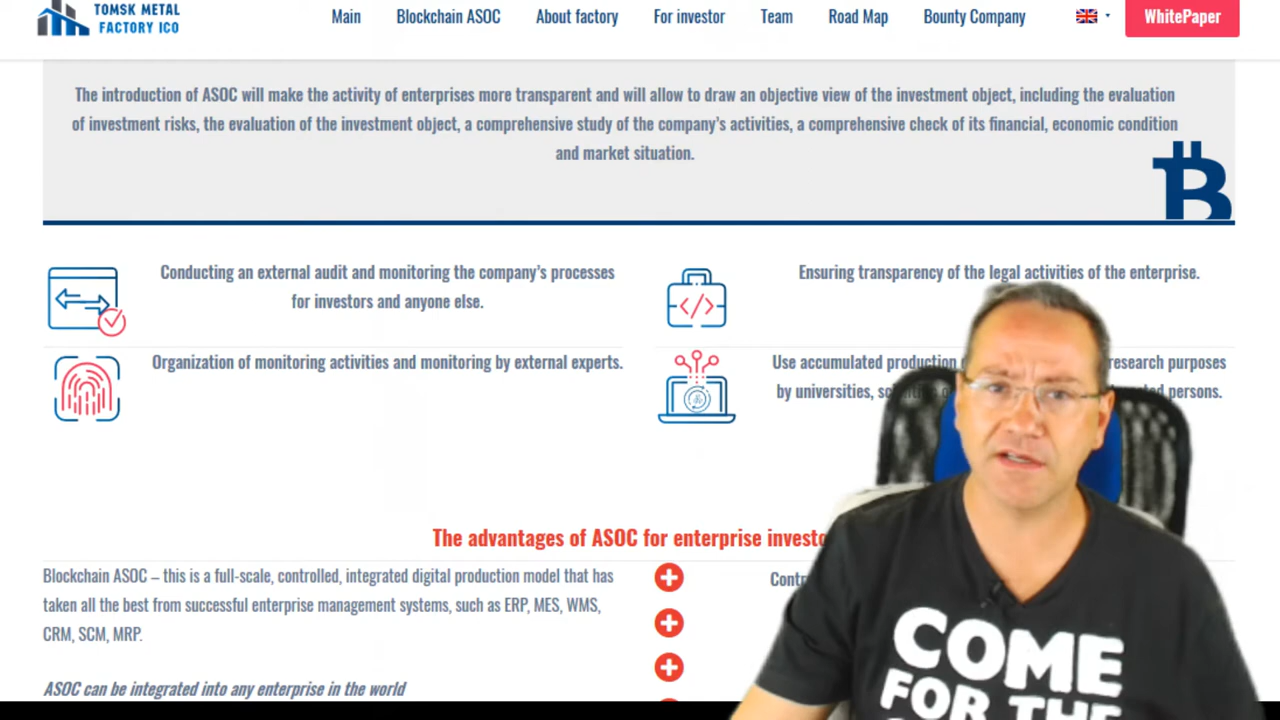 TOMSK METAL
FACTORY ICO
Main
Blockchain ASOC
About factory
For investor
Team
Road Map
Bounty Company
WhitePaper
The introduction of ASOC will make the activity of enterprises more transparent and will allow to draw an objective view of the investment object, including the evaluation
of investment risks, the evaluation of the investment object, a comprehensive study of the company's activities, a comprehensive check of its financial, economic condition
and market situation.
Conducting an external audit and monitoring the company's processes
for investors and anyone else.
Ensuring transparency of the legal activities of the enterprise.
Organization of monitoring activities and monitoring by external experts.
Use accumulated production research purposes
by universities, persons.
The advantages of ASOC for enterprise
Blockchain ASOC – this is a full-scale, controlled, integrated digital production model that has
taken all the best from successful enterprise management systems, such as ERP, MES, WMS,
CRM, SCM, MRP.
ASOC can be integrated into any enterprise in the world
COME
FOR THE